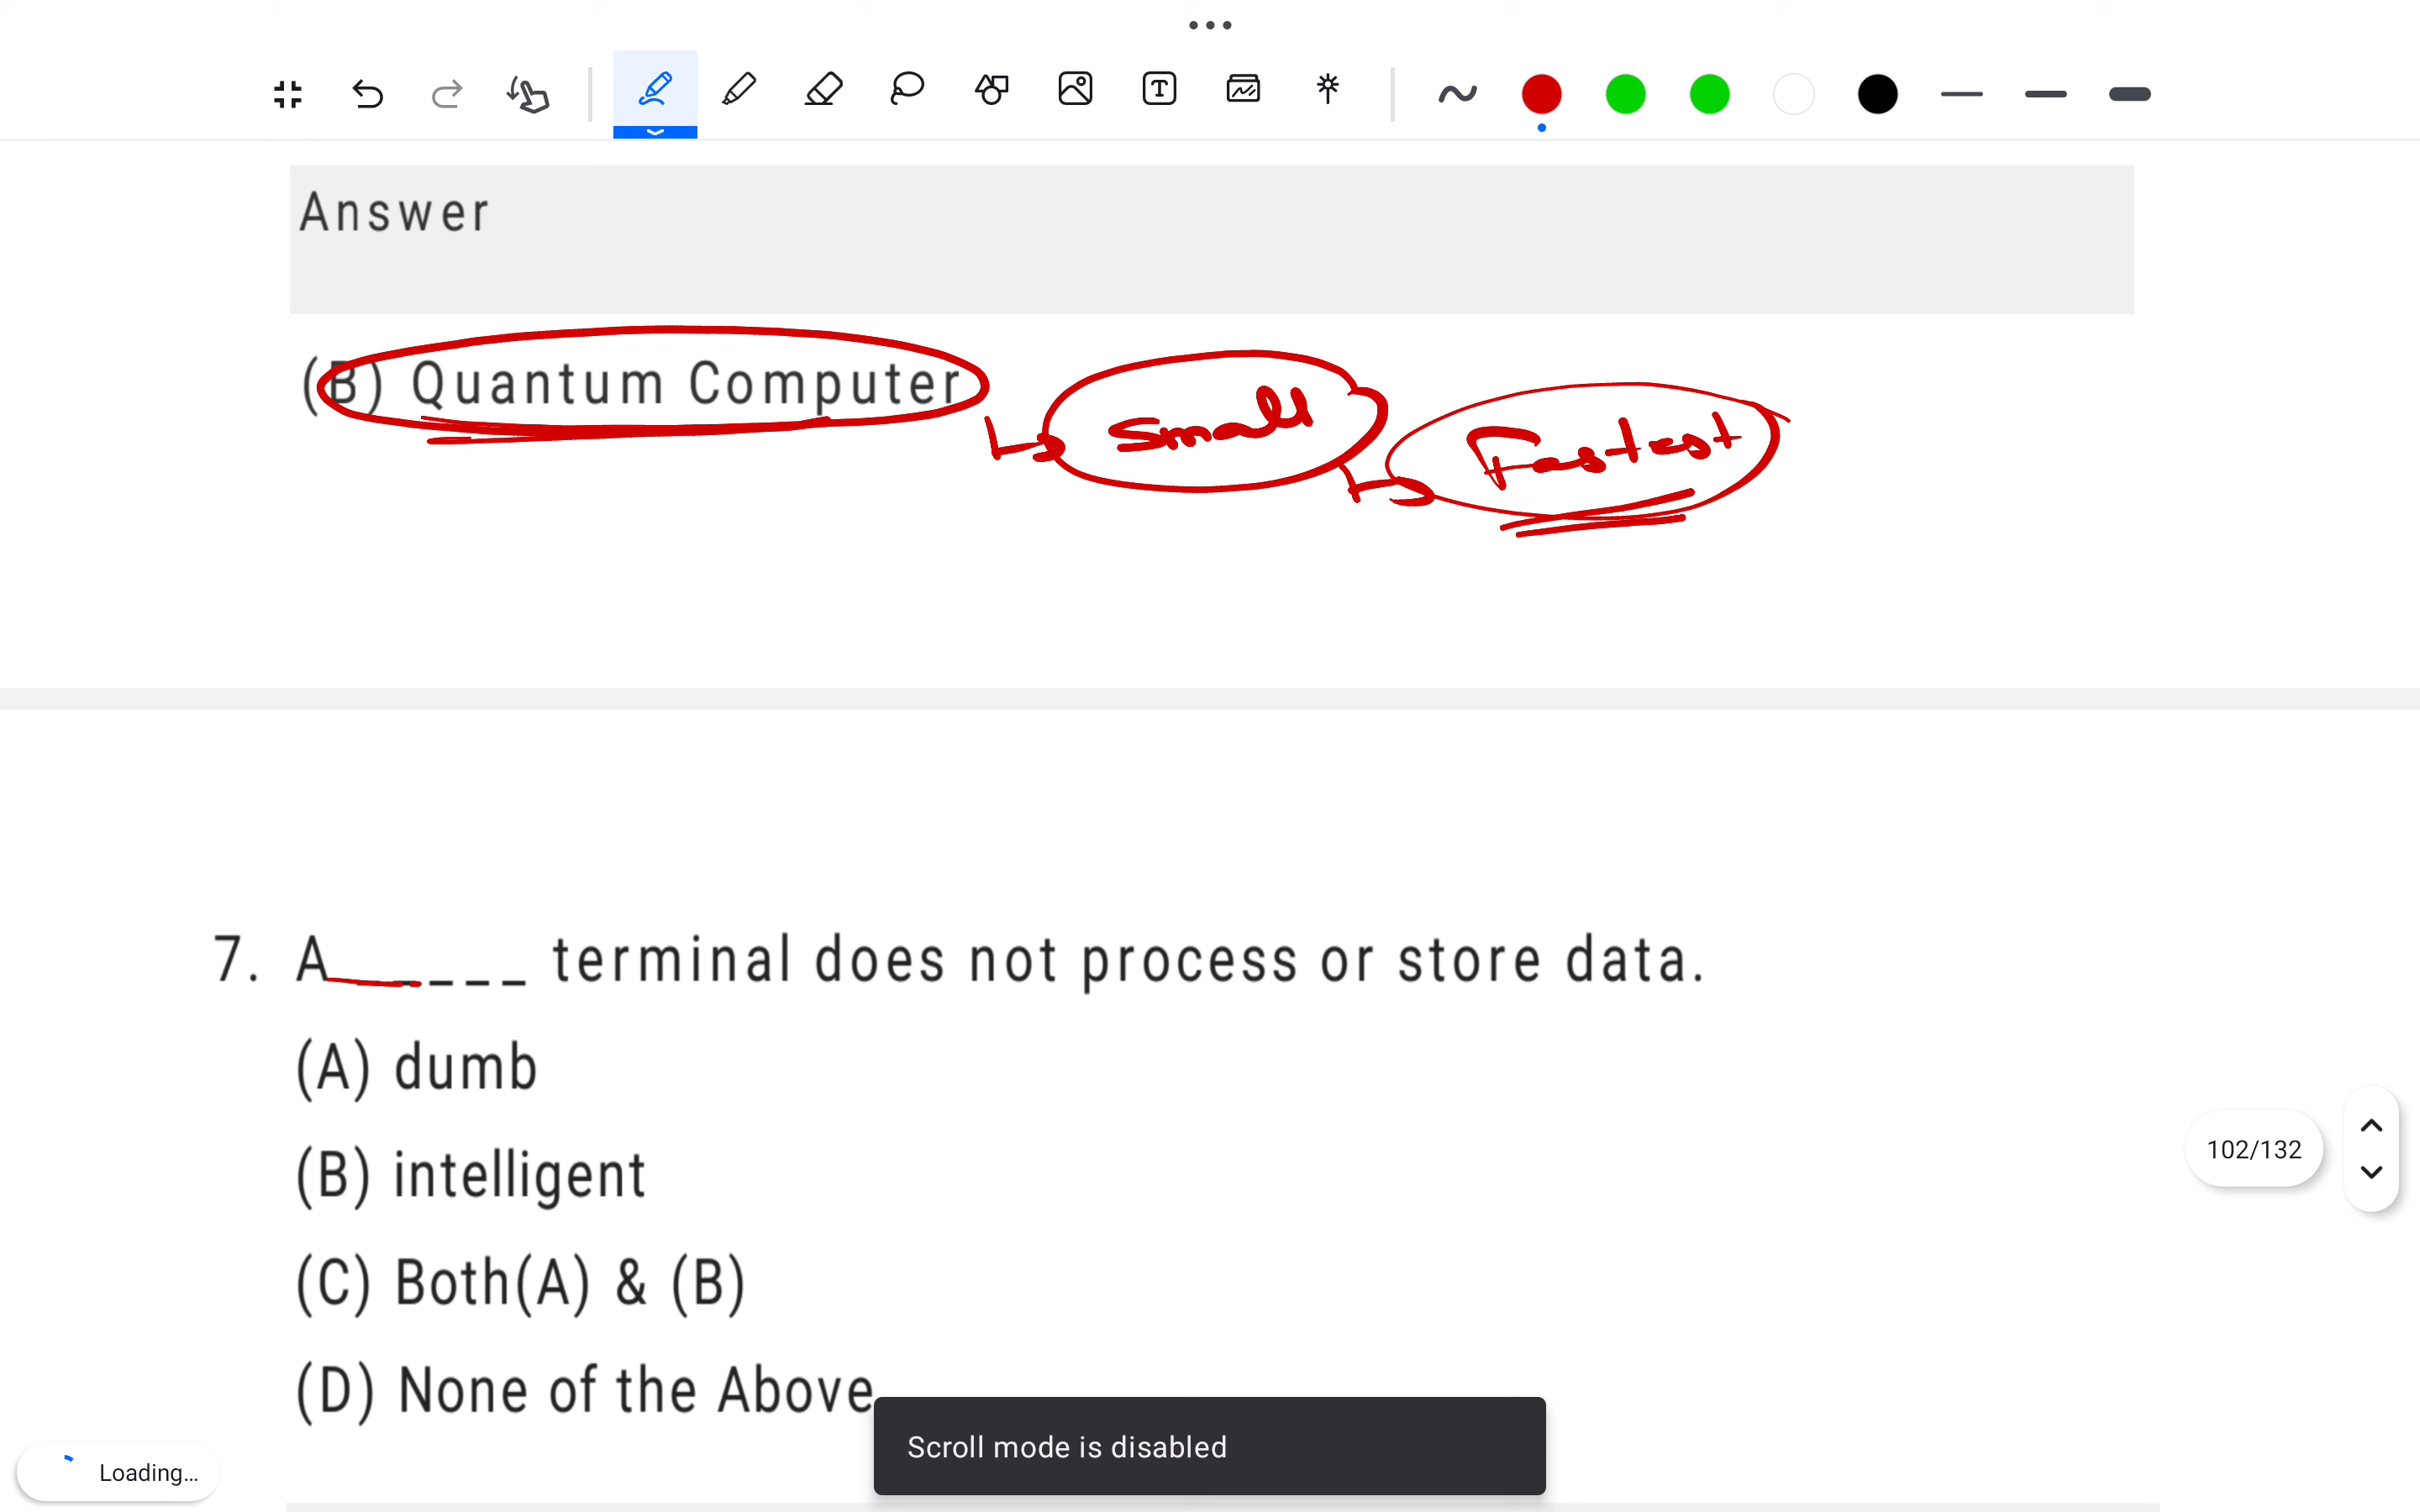 Answer
(B) Quantum Computer
Small
Fastest
7. A_____ terminal does not process or store data.
(A) dumb
(B) intelligent
(C) Both(A) & (B)
(D) None of the Above
102/132
Scroll mode is disabled
Loading...